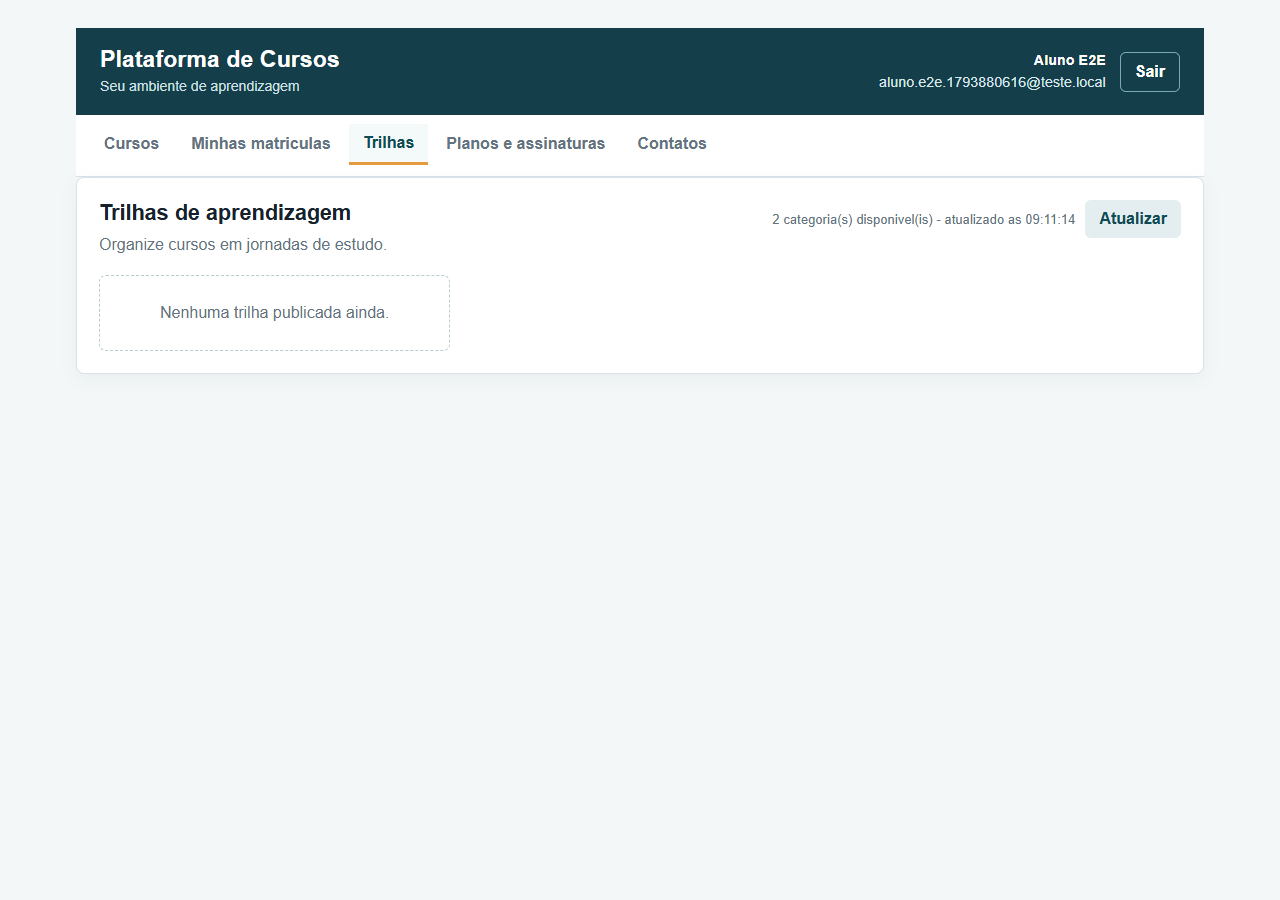 Plataforma de Cursos
Seu ambiente de aprendizagem
Aluno E2E
aluno.e2e.1793880616@teste.local
Sair
Cursos
Minhas matriculas
Trilhas
Planos e assinaturas
Contatos
Trilhas de aprendizagem
Organize cursos em jornadas de estudo.
2 categoria(s) disponivel(is) - atualizado as 09:11:14
Atualizar
Nenhuma trilha publicada ainda.